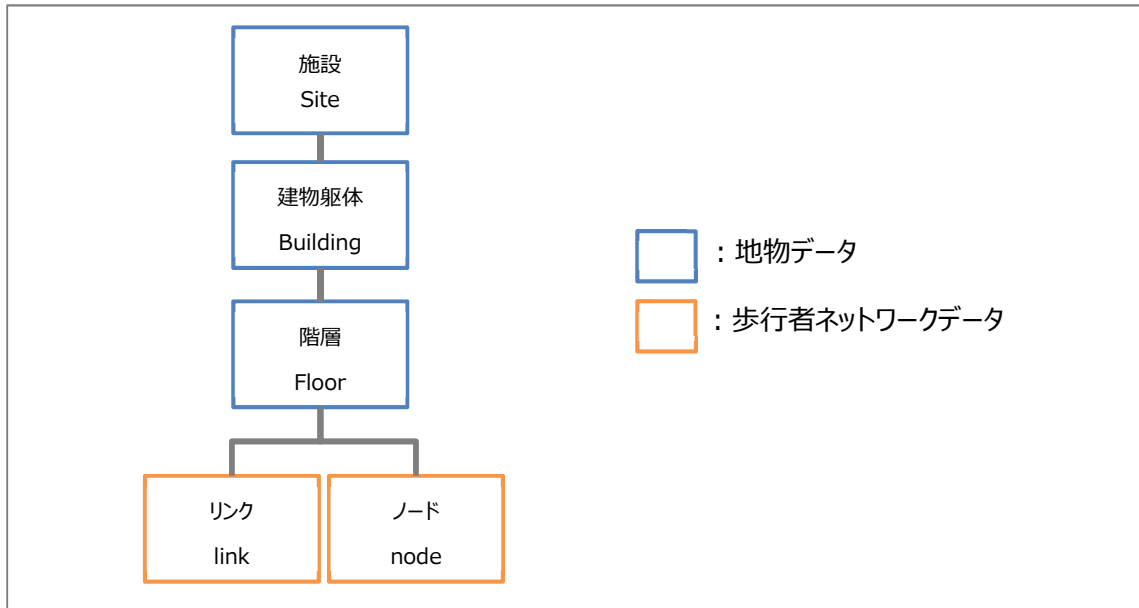 施設
Site
建物躯体
Building
階層
Floor
リンク
link
ノード
node
：地物データ
：歩行者ネットワークデータ